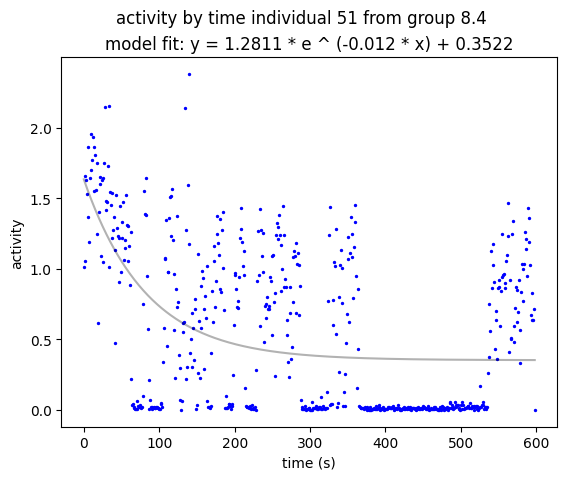 activity by time individual 51 from group 8.4
model fit: y = 1.2811 * e ^ (-0.012 * x) + 0.3522
2.0
1.5
1.0
0.5
0.0
activity
0 100 200 300 400 500 600
time (s)